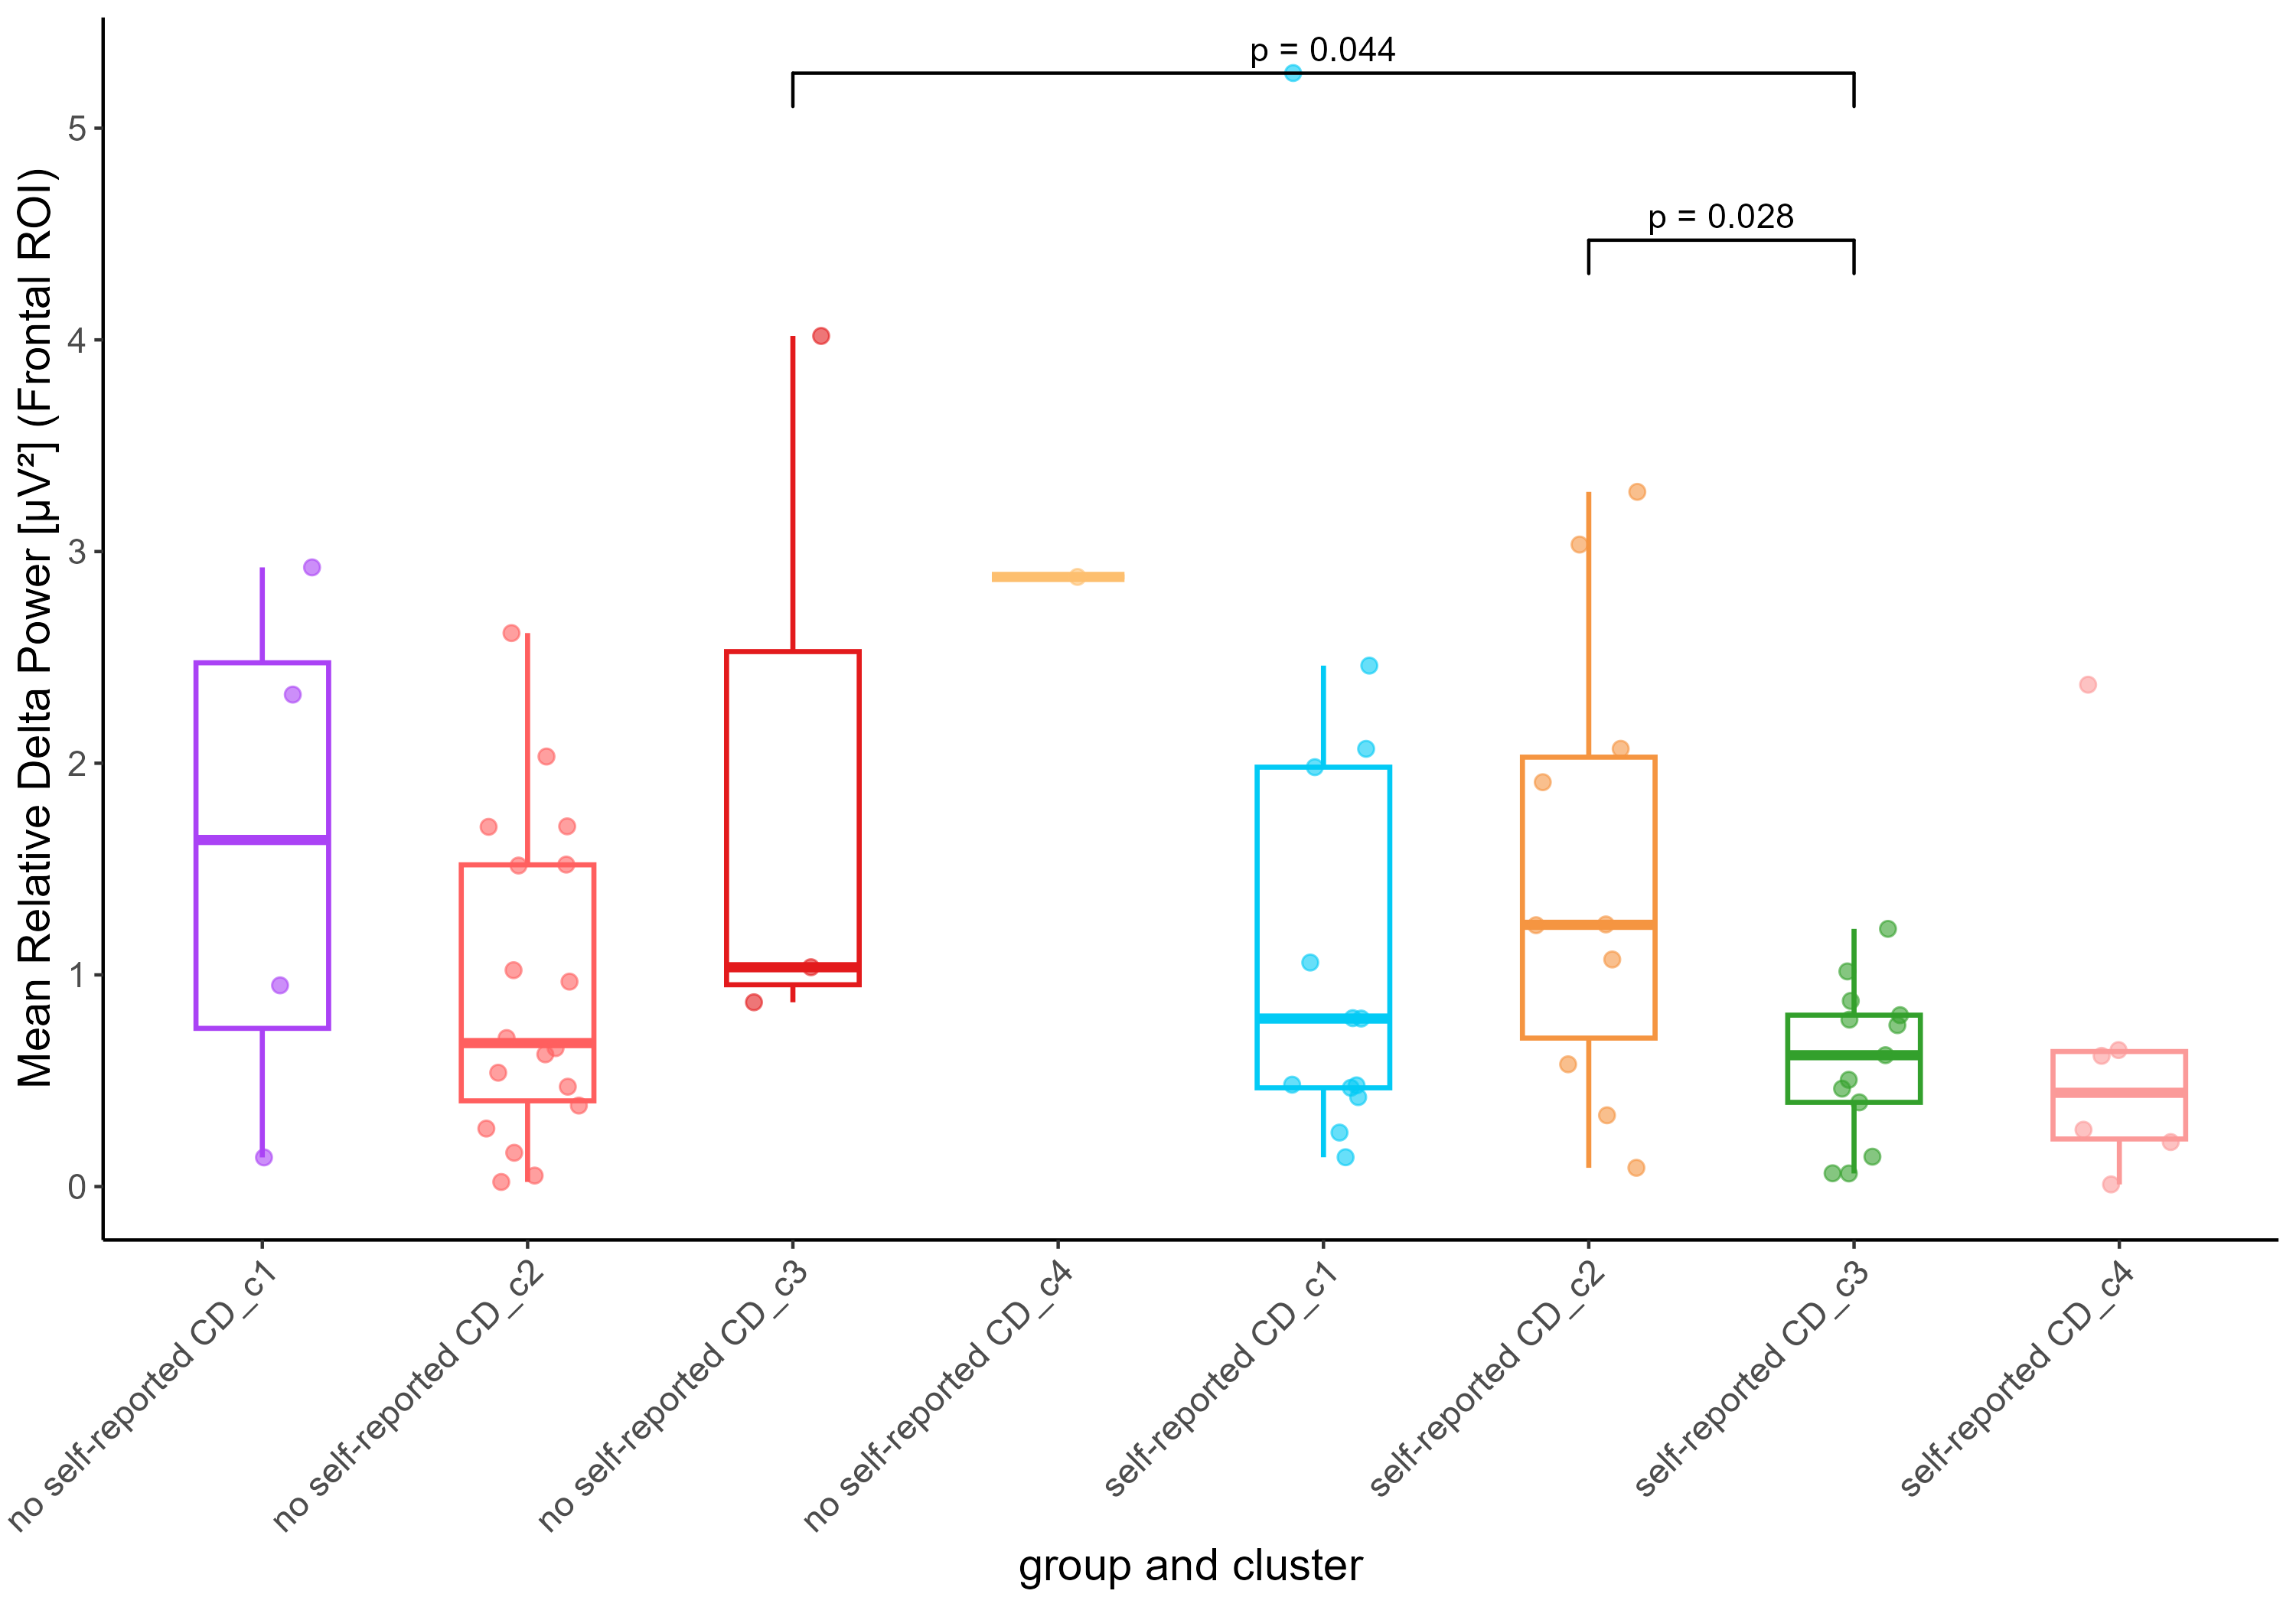 p = 0.044
p = 0.028
Mean Relative Delta Power [µV²] (Frontal ROI)
5
4
3
2
1
0
no self-reported CD_c1
no self-reported CD_c2
no self-reported CD_c3
no self-reported CD_c4
self-reported CD_c1
self-reported CD_c2
self-reported CD_c3
self-reported CD_c4
group and cluster